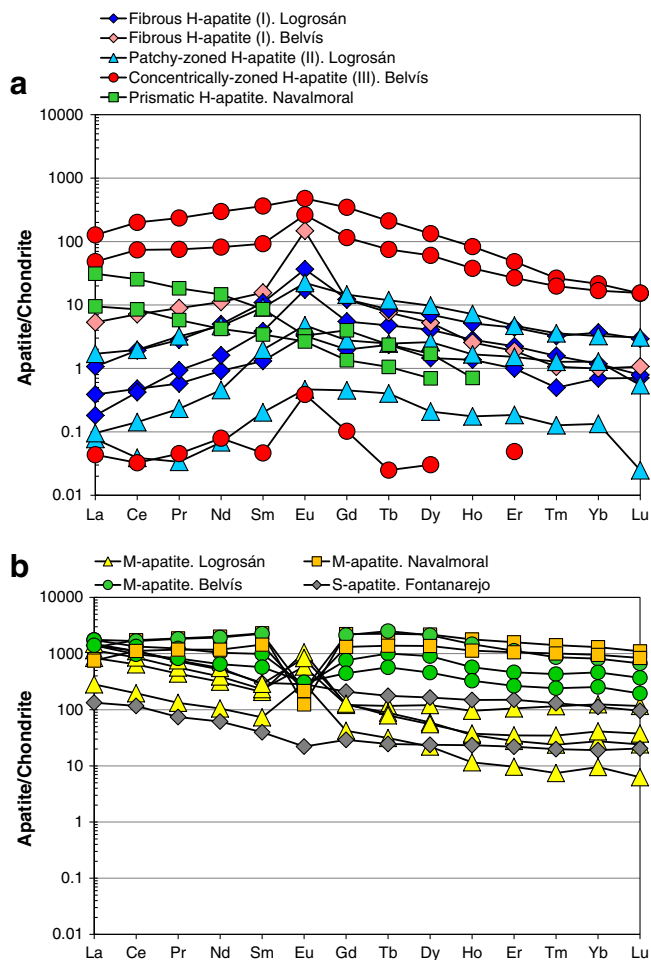 Fibrous H-apatite (I). Logrosán
Fibrous H-apatite (I). Belvís
Patchy-zoned H-apatite (II). Logrosán
Concentrically-zoned H-apatite (III). Belvís
Prismatic H-apatite. Navalmoral
a
10000
1000
100
10
1
0.1
0.01
Apatite/Chondrite
La Ce Pr Nd Sm Eu Gd Tb Dy Ho Er Tm Yb Lu
b
M-apatite. Logrosán M-apatite. Navalmoral
M-apatite. Belvís S-apatite. Fontanarejo
10000
1000
100
10
1
0.1
0.01
Apatite/Chondrite
La Ce Pr Nd Sm Eu Gd Tb Dy Ho Er Tm Yb Lu